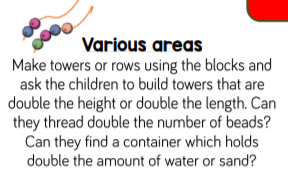 Various areas
Make towers or rows using the blocks and
ask the children to build towers that are
double the height or double the length. Can
they thread double the number of beads?
Can they find a container which holds
double the amount of water or sand?